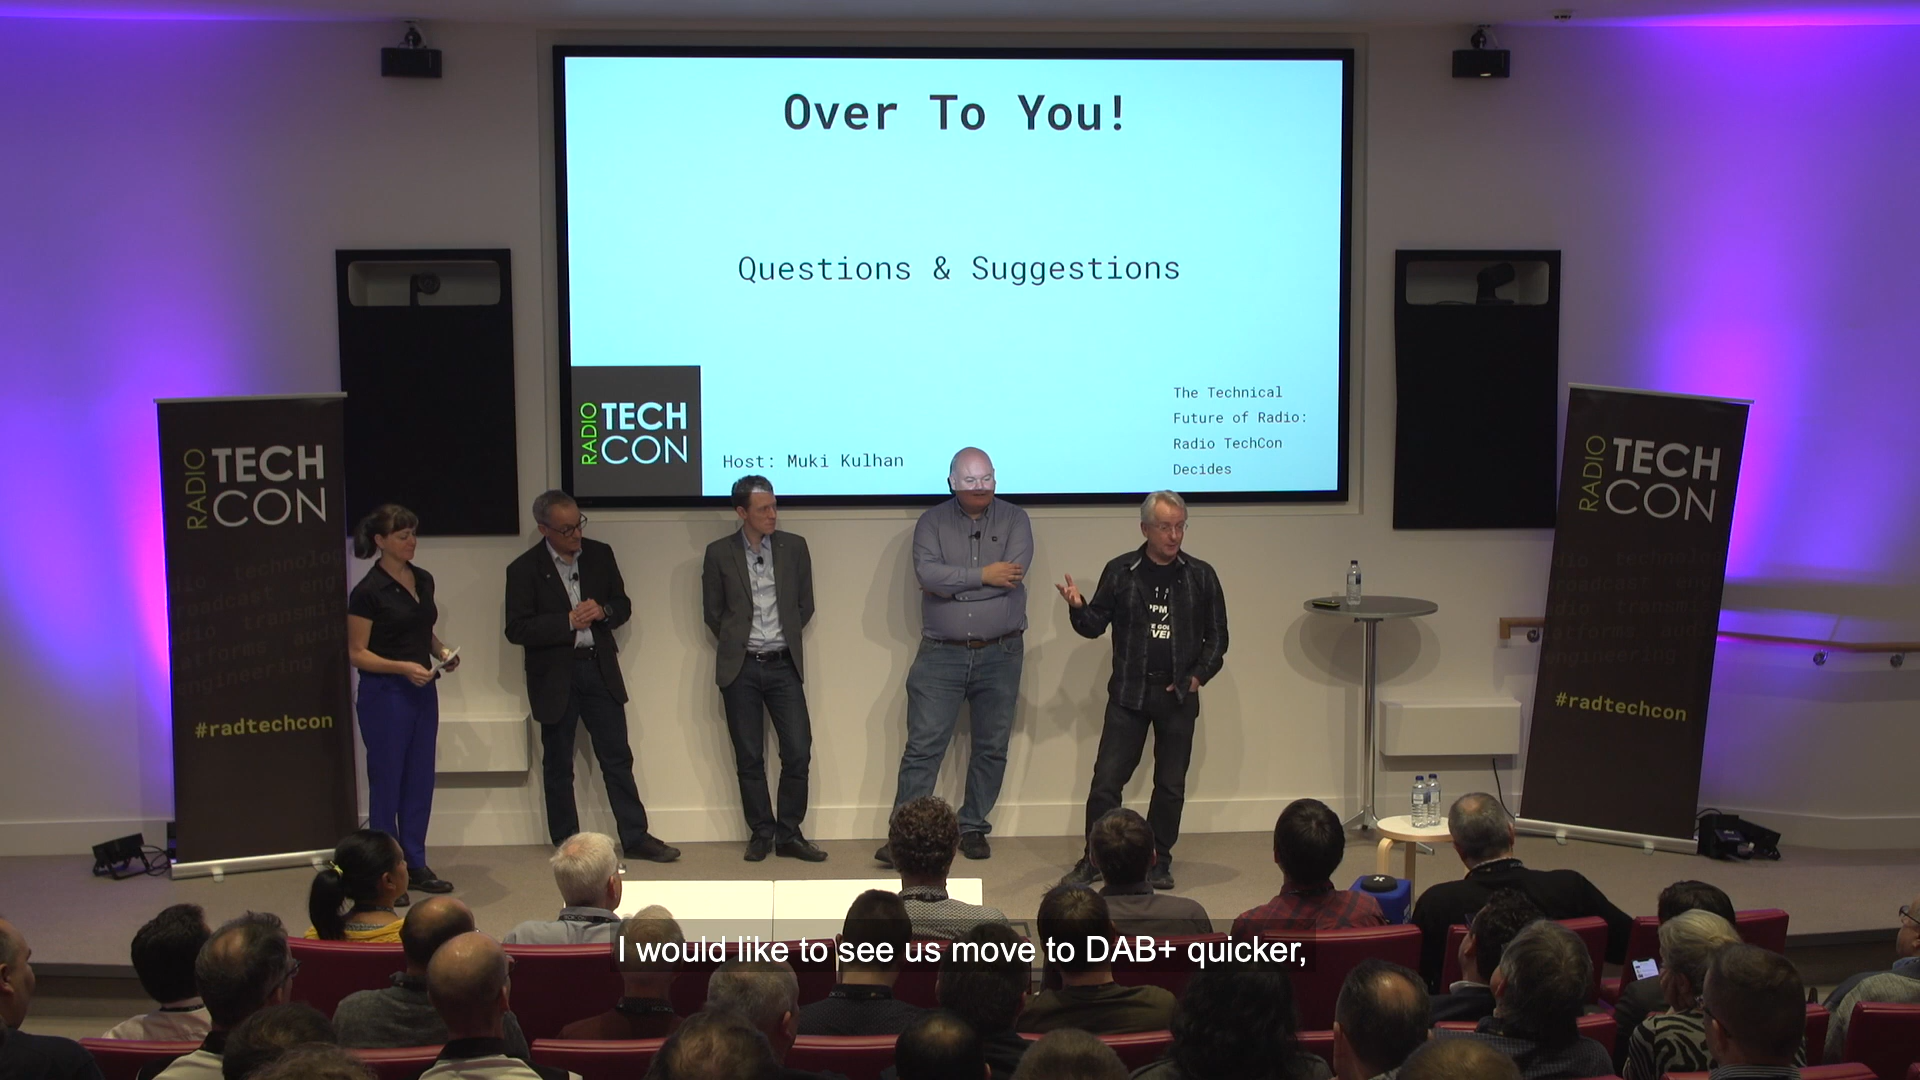 Over To You!
Questions & Suggestions
RADIO
TECH
CON
Host: Muki Kulhan
The Technical
Future of Radio:
Radio TechCon
Decides
RADIO
TECH
CON
#radtechcon
RADIO
TECH
CON
#radtechcon
I would like to see us move to DAB+ quicker,